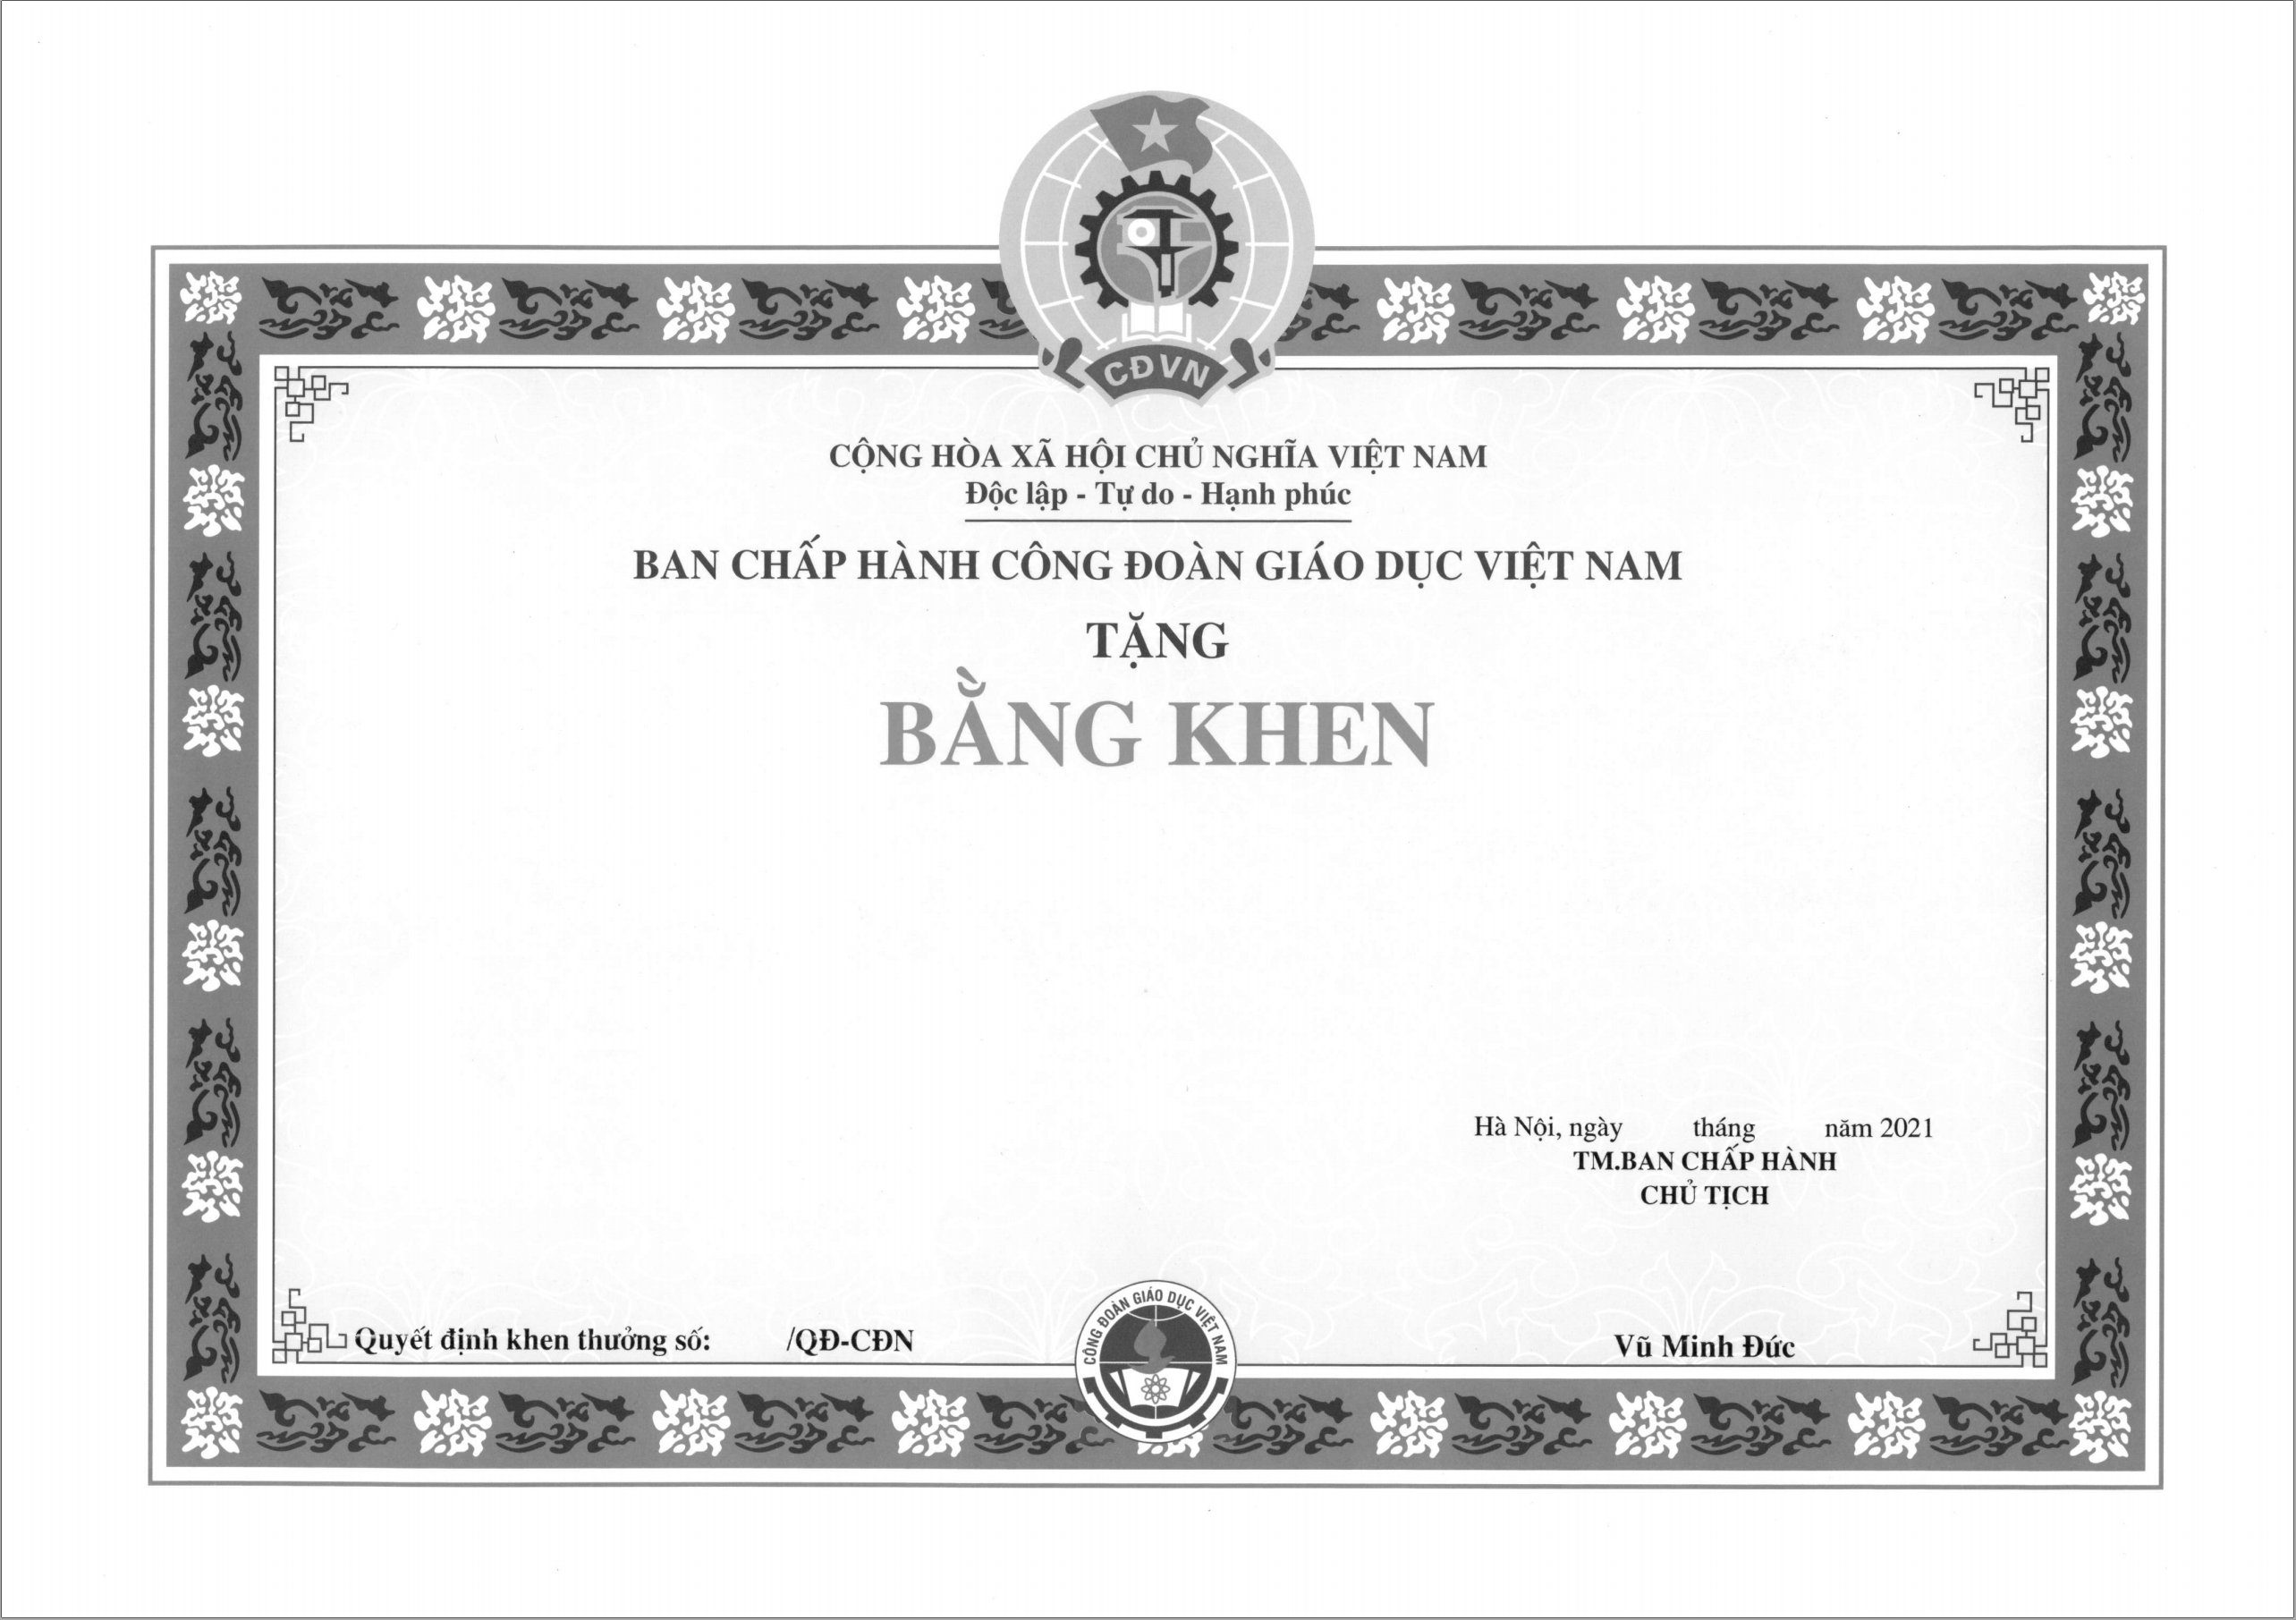 CĐVN
CỘNG HÒA XÃ HỘI CHỦ NGHĨA VIỆT NAM
Độc lập - Tự do - Hạnh phúc
BAN CHẤP HÀNH CÔNG ĐOÀN GIÁO DỤC VIỆT NAM
TẶNG
BẰNG KHEN
Hà Nội, ngày tháng năm 2021
TM.BAN CHẤP HÀNH
CHỦ TỊCH
Quyết định khen thưởng số: /QĐ-CĐN
CÔNG ĐOÀN GIÁO DỤC VIỆT NAM
Vũ Minh Đức